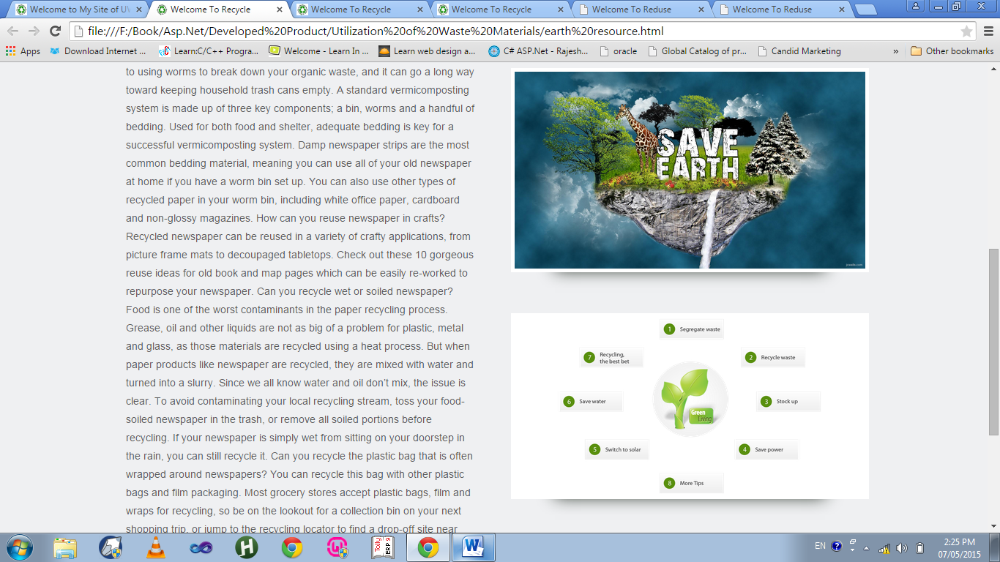 Welcome to My Site of U
Welcome To Recycle
Welcome To Recycle
Welcome To Recycle
Welcome To Reduse
Welcome To Reduse
file:///F:/Book/Asp.Net/Developed%20Product/Utilization%20of%20Waste%20Materials/earth%20resource.html
Apps
Download Internet ...
Learn:C/C++ Progra...
Welcome - Learn In ...
Learn web design a...
C# ASP.Net - Rajesh...
oracle
Global Catalog of pr...
Candid Marketing
»
Other bookmarks
to using worms to break down your organic waste, and it can go a long way
toward keeping household trash cans empty. A standard vermicomposting
system is made up of three key components; a bin, worms and a handful of
bedding. Used for both food and shelter, adequate bedding is key for a
successful vermicomposting system. Damp newspaper strips are the most
common bedding material, meaning you can use all of your old newspaper
at home if you have a worm bin set up. You can also use other types of
recycled paper in your worm bin, including white office paper, cardboard
and non-glossy magazines. How can you reuse newspaper in crafts?
Recycled newspaper can be reused in a variety of crafty applications, from
picture frame mats to decoupaged tabletops. Check out these 10 gorgeous
reuse ideas for old book and map pages which can be easily re-worked to
repurpose your newspaper. Can you recycle wet or soiled newspaper?
Food is one of the worst contaminants in the paper recycling process.
Grease, oil and other liquids are not as big of a problem for plastic, metal
and glass, as those materials are recycled using a heat process. But when
paper products like newspaper are recycled, they are mixed with water and
turned into a slurry. Since we all know water and oil don’t mix, the issue is
clear. To avoid contaminating your local recycling stream, toss your food-
soiled newspaper in the trash, or remove all soiled portions before
recycling. If your newspaper is simply wet from sitting on your doorstep in
the rain, you can still recycle it. Can you recycle the plastic bag that is often
wrapped around newspapers? You can recycle this bag with other plastic
bags and film packaging. Most grocery stores accept plastic bags, film and
wraps for recycling, so be on the lookout for a collection bin on your next
shopping trip, or jump to the recycling locator to find a drop-off site near
SAVE
EARTH
1 Segregate waste
2 Recycle waste
3 Stock up
4 Save power
5 Switch to solar
6 Save water
7 Recycling,
the best bet
8 More Tips
Green
Living
Tally
ERP 9
EN
2:25 PM
07/05/2015